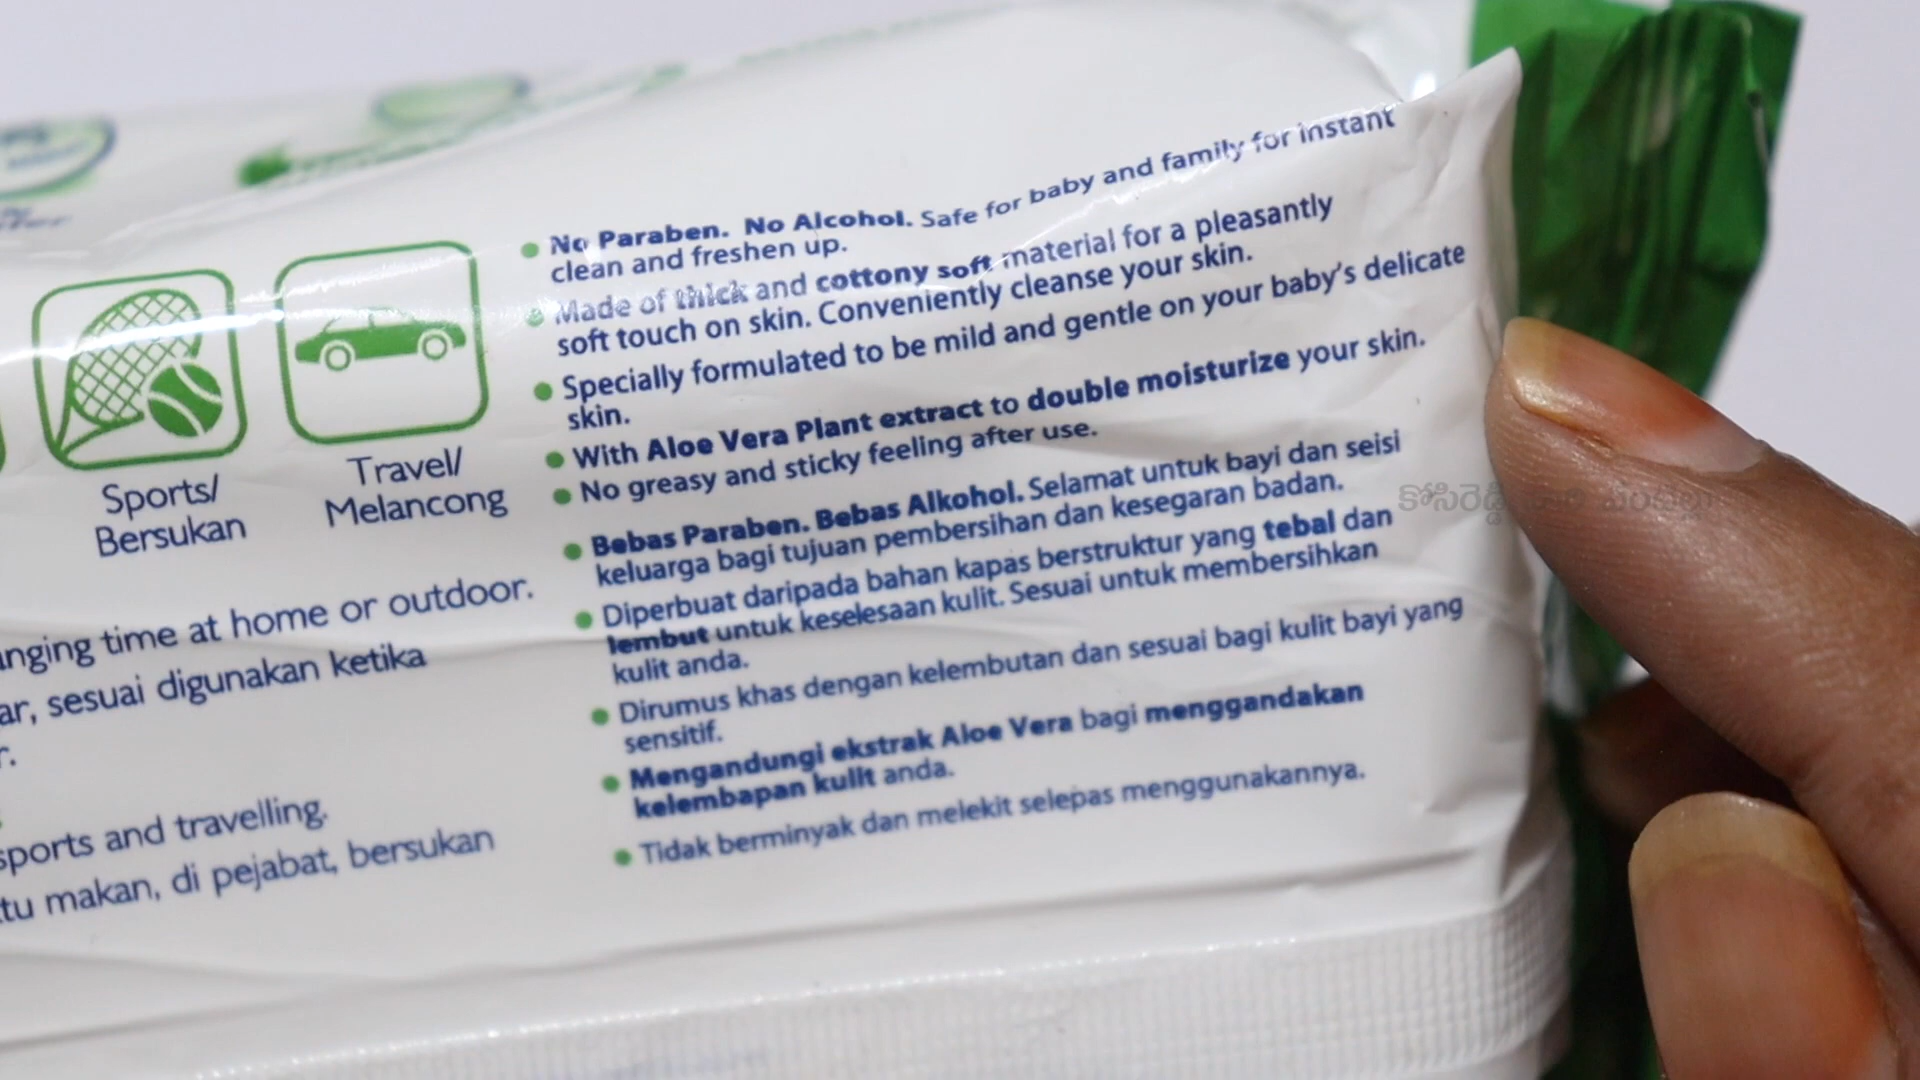 Sports/
Bersukan
Travel/
Melancong
time at home or outdoor.
sesuai digunakan ketika
sports and travelling.
makan, di pejabat, bersukan
No Paraben. No Alcohol. Safe for baby and family for instant
clean and freshen up.
Made of thick and cottony soft material for a pleasantly
soft touch on skin. Conveniently cleanse your skin.
Specially formulated to be mild and gentle on your baby's delicate
skin.
With Aloe Vera Plant extract to double moisturize your skin.
No greasy and sticky feeling after use.
Bebas Paraben. Bebas Alkohol. Selamat untuk bayi dan seisi
keluarga bagi tujuan pembersihan dan kesegaran badan.
Diperbuat daripada bahan kapas berstruktur yang tebal dan
lembut untuk keselesaan kulit. Sesuai untuk membersihkan
kulit anda.
Dirumus khas dengan kelembutan dan sesuai bagi kulit bayi yang
sensitif.
Mengandungi ekstrak Aloe Vera bagi menggandakan
kelembapan kulit anda.
Tidak berminyak dan melekit selepas menggunakannya.